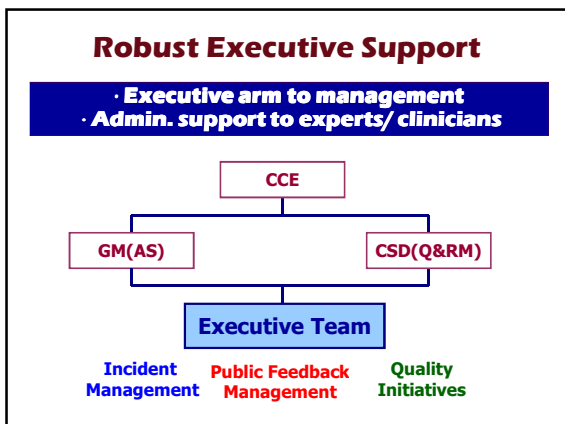 Robust Executive Support
· Executive arm to management
· Admin. support to experts/ clinicians
CCE
GM(AS)
CSD(Q&RM)
Executive Team
Incident
Management
Public Feedback
Management
Quality
Initiatives